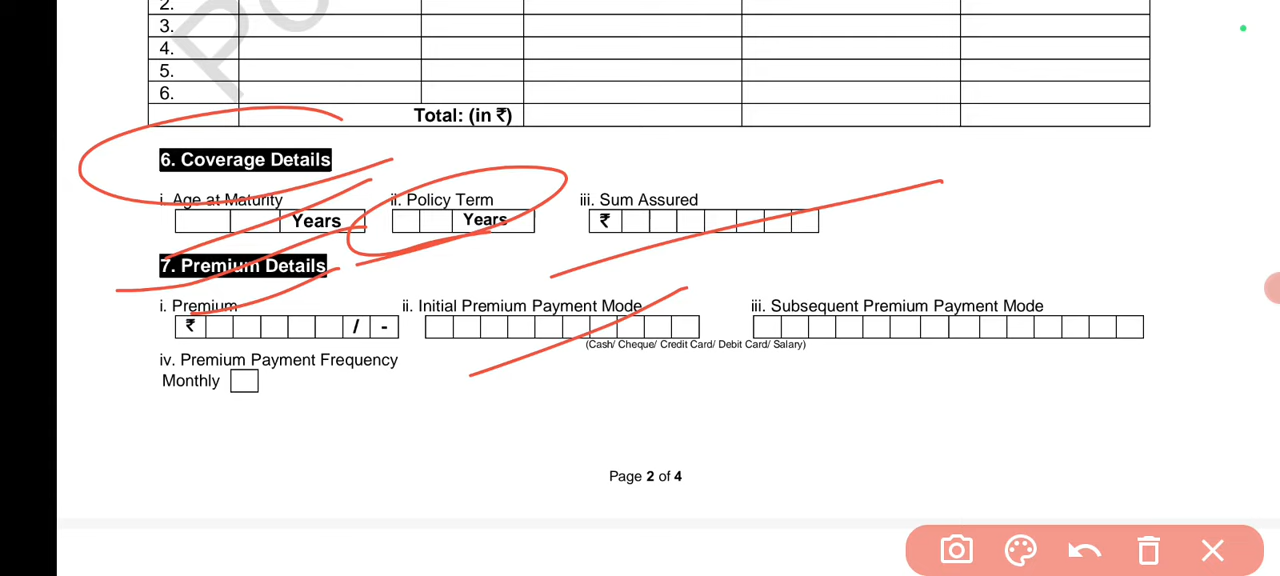 2.
3.
4.
5.
6.
Total: (in ₹)
6. Coverage Details
i. Age at Maturity ii. Policy Term iii. Sum Assured
Years Years ₹
7. Premium Details
i. Premium ii. Initial Premium Payment Mode iii. Subsequent Premium Payment Mode
₹ / -
(Cash/ Cheque/ Credit Card/ Debit Card/ Salary)
iv. Premium Payment Frequency
Monthly
Page 2 of 4